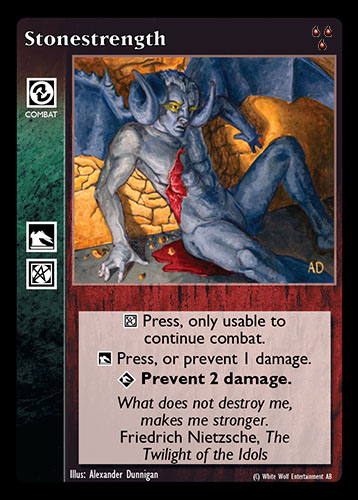 Stonestrength
COMBAT
AD
Press, only usable to
continue combat.
Press, or prevent 1 damage.
Prevent 2 damage.
What does not destroy me,
makes me stronger.
Friedrich Nietzsche, The
Twilight of the Idols
Illus: Alexander Dunnigan
(C) White Wolf Entertainment AB